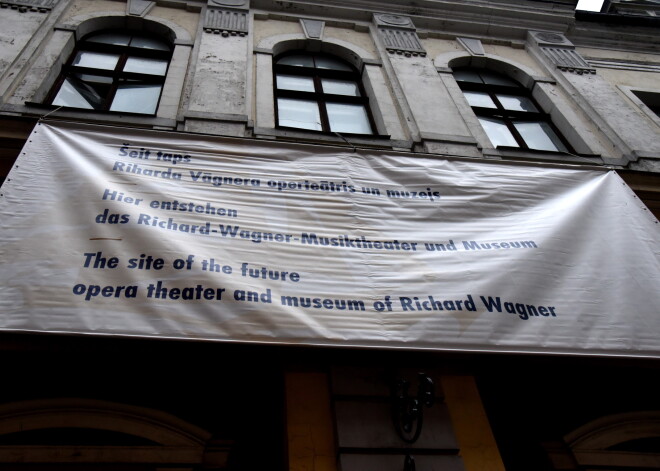 Šeit taps
Riharda Vāgnera operteātris un muzejs
Hier entstehen
das Richard-Wagner-Musiktheater und Museum
The site of the future
opera theater and museum of Richard Wagner